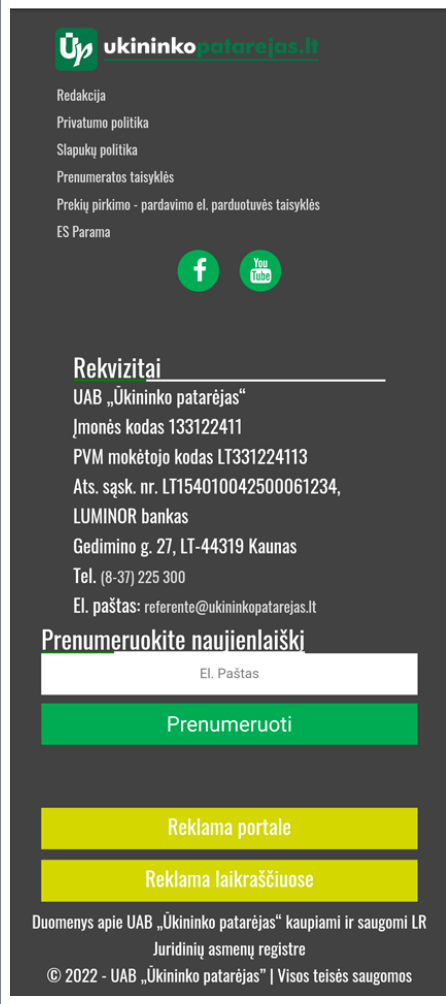 Ūp ukininkopatarejas.lt
Redakcija
Privatumo politika
Slapukų politika
Prenumeratos taisyklės
Prekių pirkimo - pardavimo el. parduotuvės taisyklės
ES Parama
f You
Tube
Rekvizitai
UAB „Ūkininko patarėjas“
Įmonės kodas 133122411
PVM mokėtojo kodas LT331224113
Ats. sąsk. nr. LT154010042500061234,
LUMINOR bankas
Gedimino g. 27, LT-44319 Kaunas
Tel. (8-37) 225 300
El. paštas: referente@ukininkopatarejas.lt
Prenumeruokite naujienlaiškį
El. Paštas
Prenumeruoti
Reklama portale
Reklama laikraščiuose
Duomenys apie UAB „Ūkininko patarėjas“ kaupiami ir saugomi LR
Juridinių asmenų registre
© 2022 - UAB „Ūkininko patarėjas” | Visos teisės saugomos